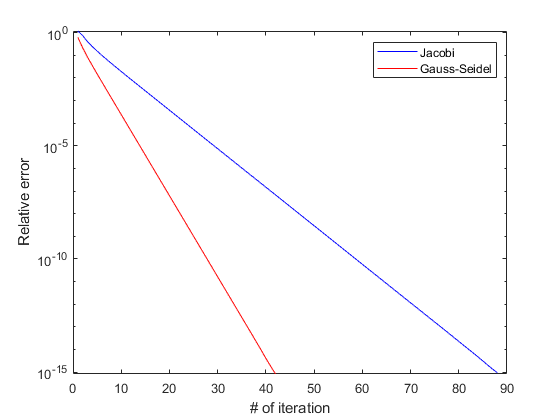 10^0
10^-5
10^-10
10^-15
Relative error
Jacobi
Gauss-Seidel
0 10 20 30 40 50 60 70 80 90
# of iteration